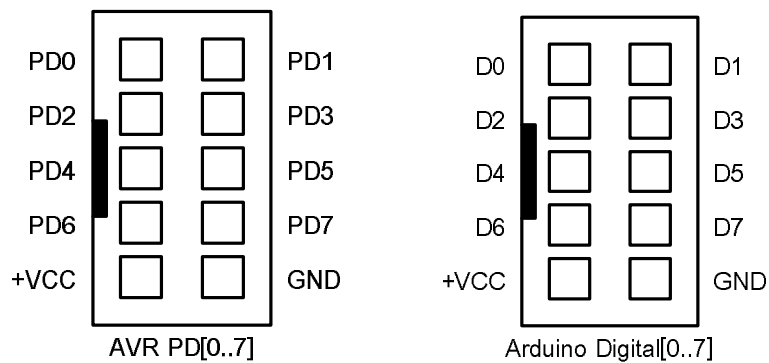 PD0 PD1
PD2 PD3
PD4 PD5
PD6 PD7
+VCC GND
AVR PD[0..7]
D0 D1
D2 D3
D4 D5
D6 D7
+VCC GND
Arduino Digital[0..7]